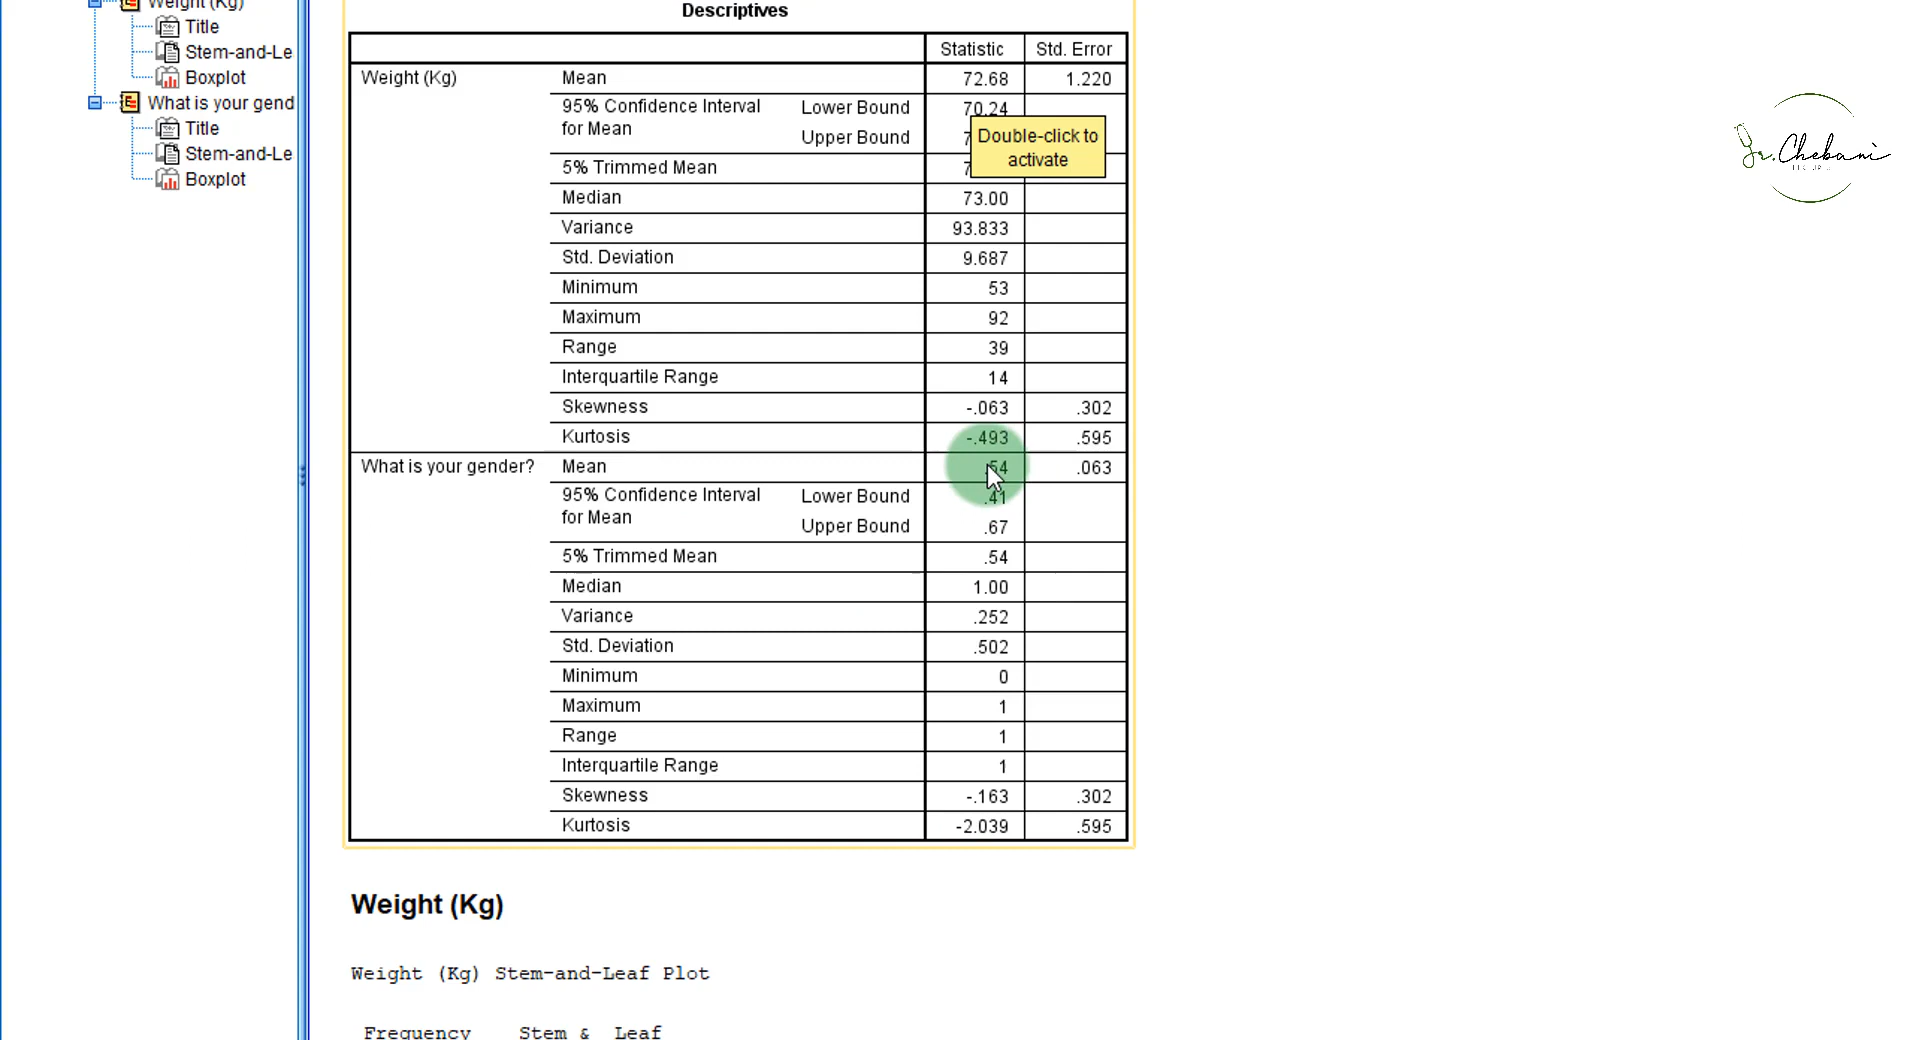 Weight (Kg)
Title
Stem-and-Le
Boxplot
What is your gend
Title
Stem-and-Le
Boxplot
Descriptives
Statistic Std. Error
Weight (Kg) Mean 72.68 1.220
95% Confidence Interval for Mean Lower Bound 70.24
Upper Bound
Double-click to
activate
5% Trimmed Mean
Median 73.00
Variance 93.833
Std. Deviation 9.687
Minimum 53
Maximum 92
Range 39
Interquartile Range 14
Skewness -.063 .302
Kurtosis -.493 .595
What is your gender? Mean .54 .063
95% Confidence Interval for Mean Lower Bound .41
Upper Bound .67
5% Trimmed Mean .54
Median 1.00
Variance .252
Std. Deviation .502
Minimum 0
Maximum 1
Range 1
Interquartile Range 1
Skewness -.163 .302
Kurtosis -2.039 .595
Weight (Kg)
Weight (Kg) Stem-and-Leaf Plot
Frequency Stem & Leaf
Dr.Chebani